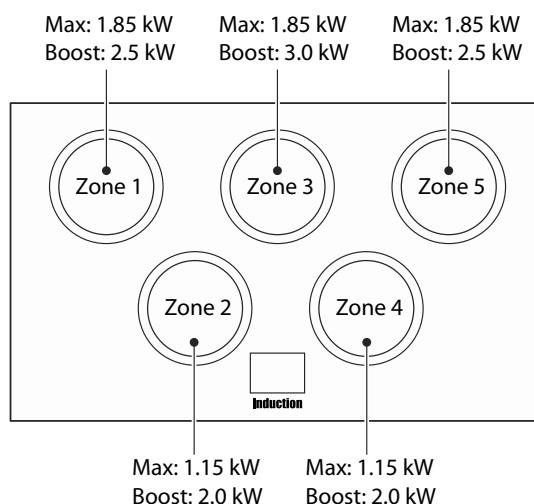 Max: 1.85 kW
Boost: 2.5 kW
Max: 1.85 kW
Boost: 3.0 kW
Max: 1.85 kW
Boost: 2.5 kW
Zone 1
Zone 3
Zone 5
Zone 2
Zone 4
Induction
Max: 1.15 kW
Boost: 2.0 kW
Max: 1.15 kW
Boost: 2.0 kW